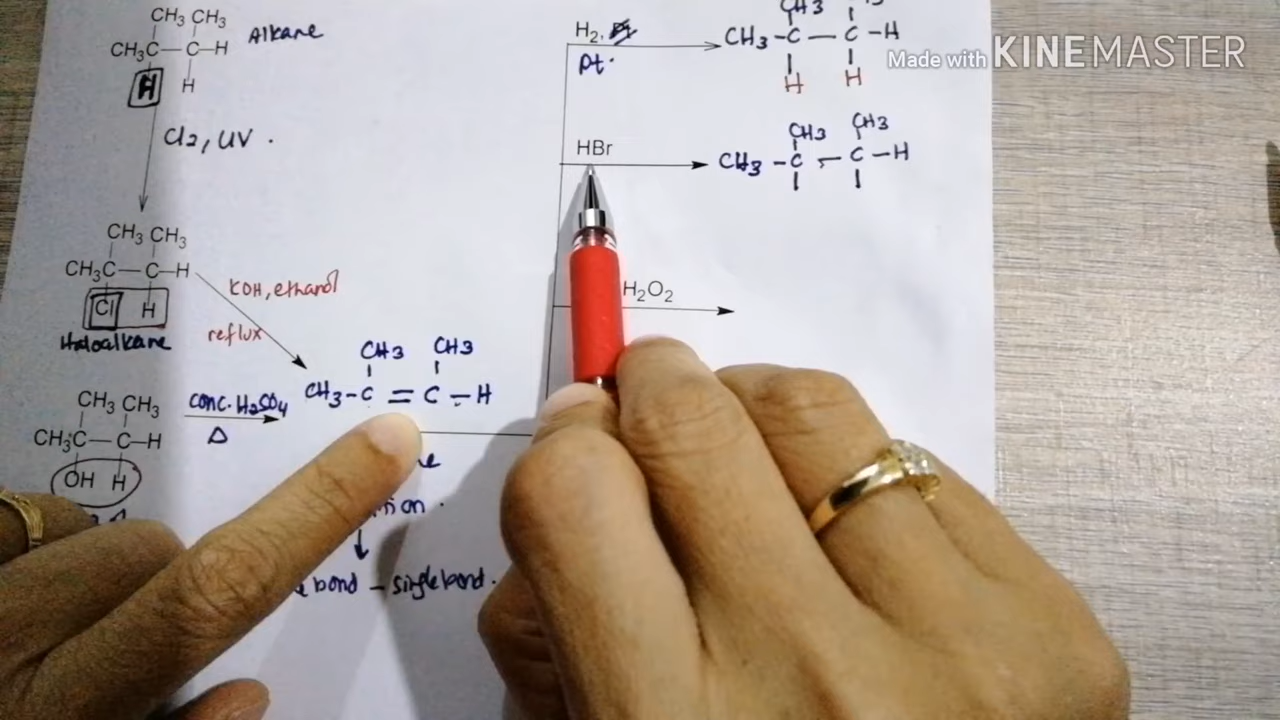 CH3 CH3
CH3C—C—H Alkane
H H
Cl2, UV.
CH3 CH3
CH3C—C—H
Cl H
Haloalkane
KOH, ethanol
reflux
CH3 CH3
CH3C—C—H
OH H
conc. H2SO4
Δ
CH3 CH3
CH3-C=C-H
bond - single bond.
H2,
pt.
CH3
CH3-C—C-H
H H
HBr
CH3 CH3
CH3-C-C-H
H2O2
Made with KINEMASTER